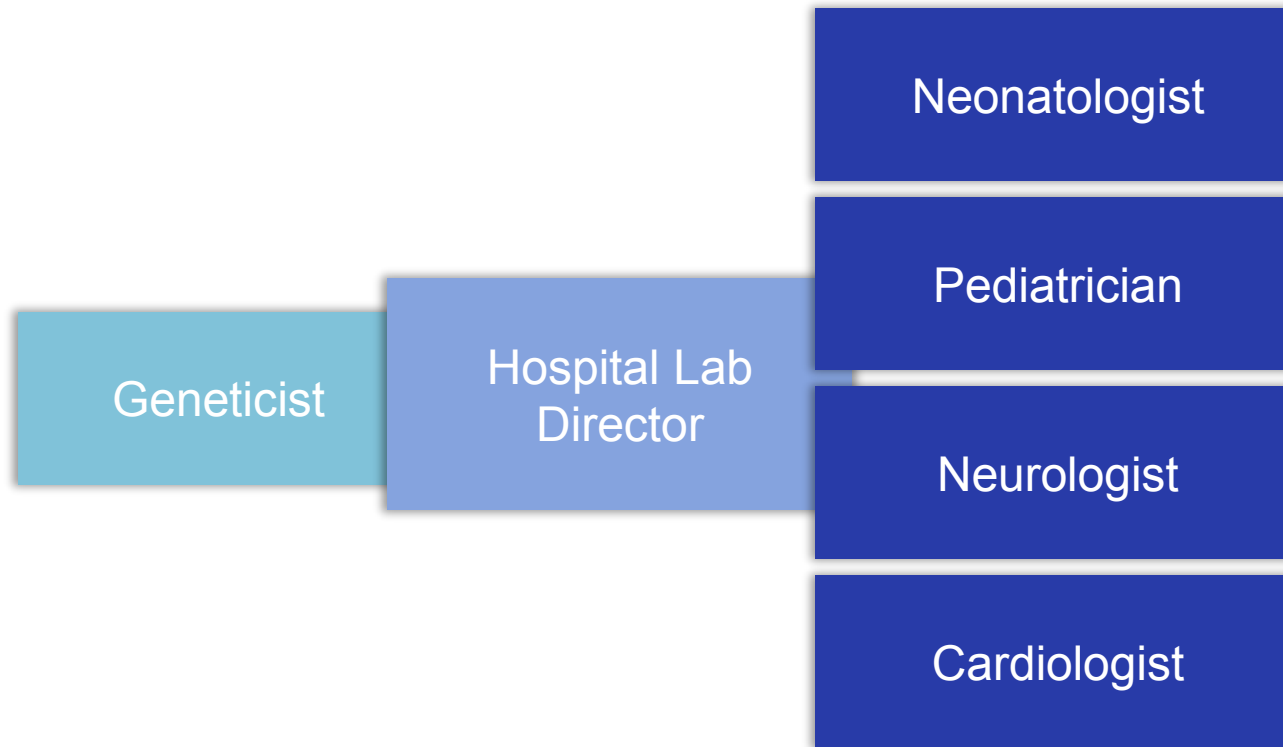 Geneticist
Hospital Lab
Director
Neonatologist
Pediatrician
Neurologist
Cardiologist